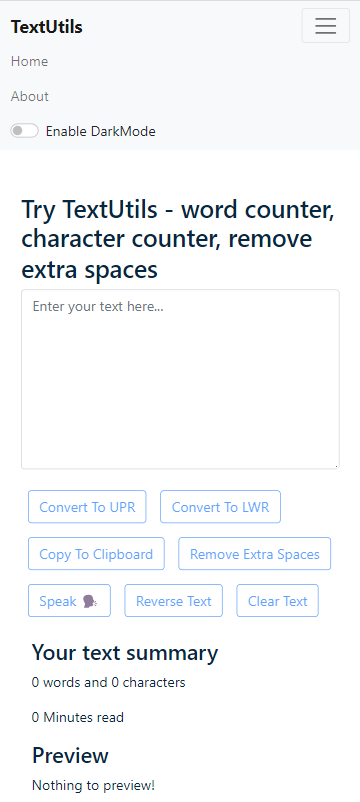 TextUtils
Home
About
Enable DarkMode
Try TextUtils - word counter,
character counter, remove
extra spaces
Enter your text here...
Convert To UPR
Convert To LWR
Copy To Clipboard
Remove Extra Spaces
Speak 🗣
Reverse Text
Clear Text
Your text summary
0 words and 0 characters
0 Minutes read
Preview
Nothing to preview!